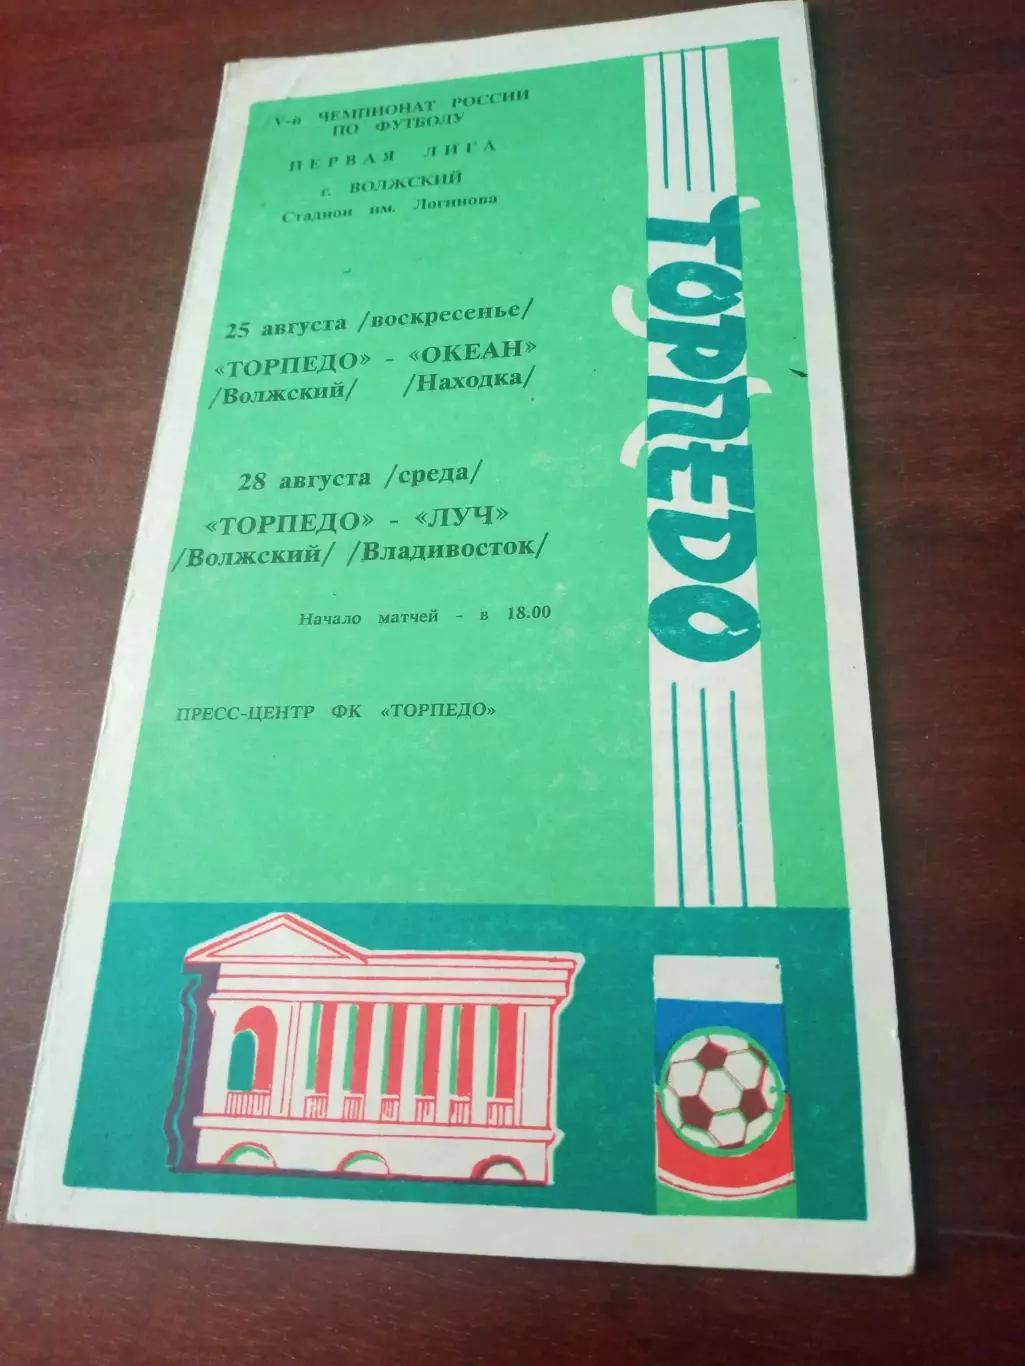 V-й ЧЕМПИОНАТ РОССИИ
ПО ФУТБОЛУ
ПЕРВАЯ ЛИГА
г. ВОЛЖСКИЙ
Стадион им. Логинова
25 августа /воскресенье/
«ТОРПЕДО» - «ОКЕАН»
/Волжский/ /Находка/
28 августа /среда/
«ТОРПЕДО» - «ЛУЧ»
/Волжский/ /Владивосток/
Начало матчей - в 18.00
ПРЕСС-ЦЕНТР ФК «ТОРПЕДО»
ТОРПЕДО